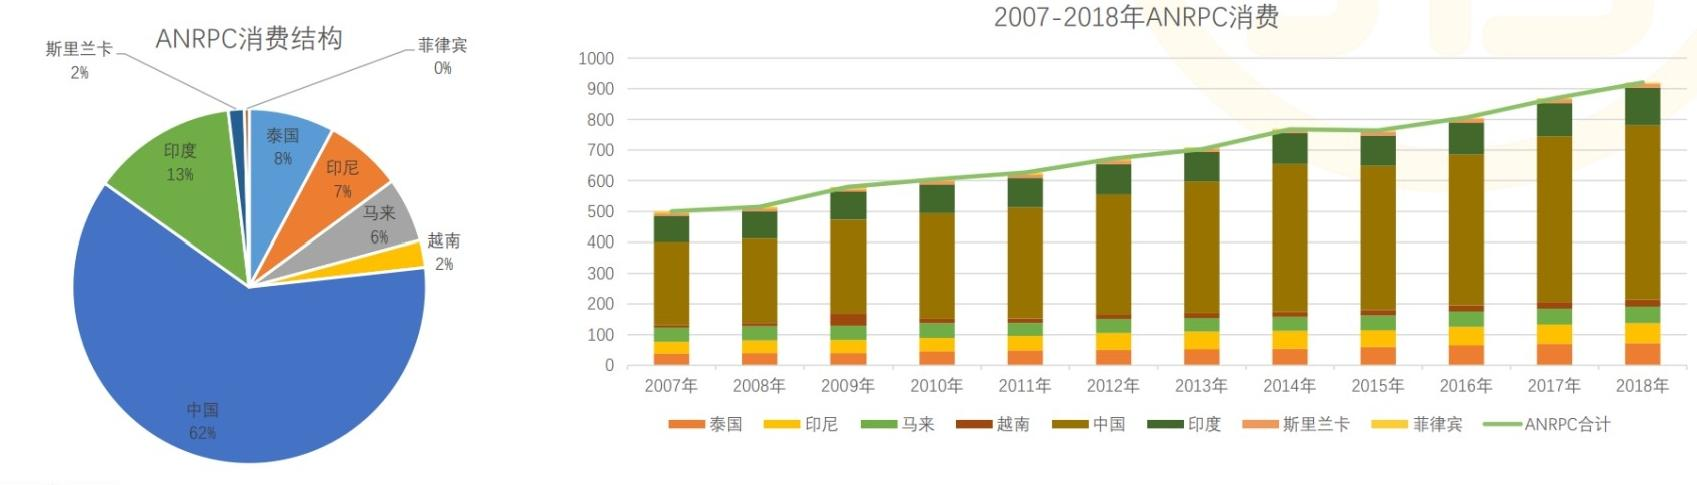 ANRPC消费结构
斯里兰卡
2%
菲律宾
0%
泰国
8%
印尼
7%
马来
6%
越南
2%
印度
13%
中国
62%
2007-2018年ANRPC消费
1000
900
800
700
600
500
400
300
200
100
0
2007年 2008年 2009年 2010年 2011年 2012年 2013年 2014年 2015年 2016年 2017年 2018年
泰国 印尼 马来 越南 中国 印度 斯里兰卡 菲律宾 ANRPC合计